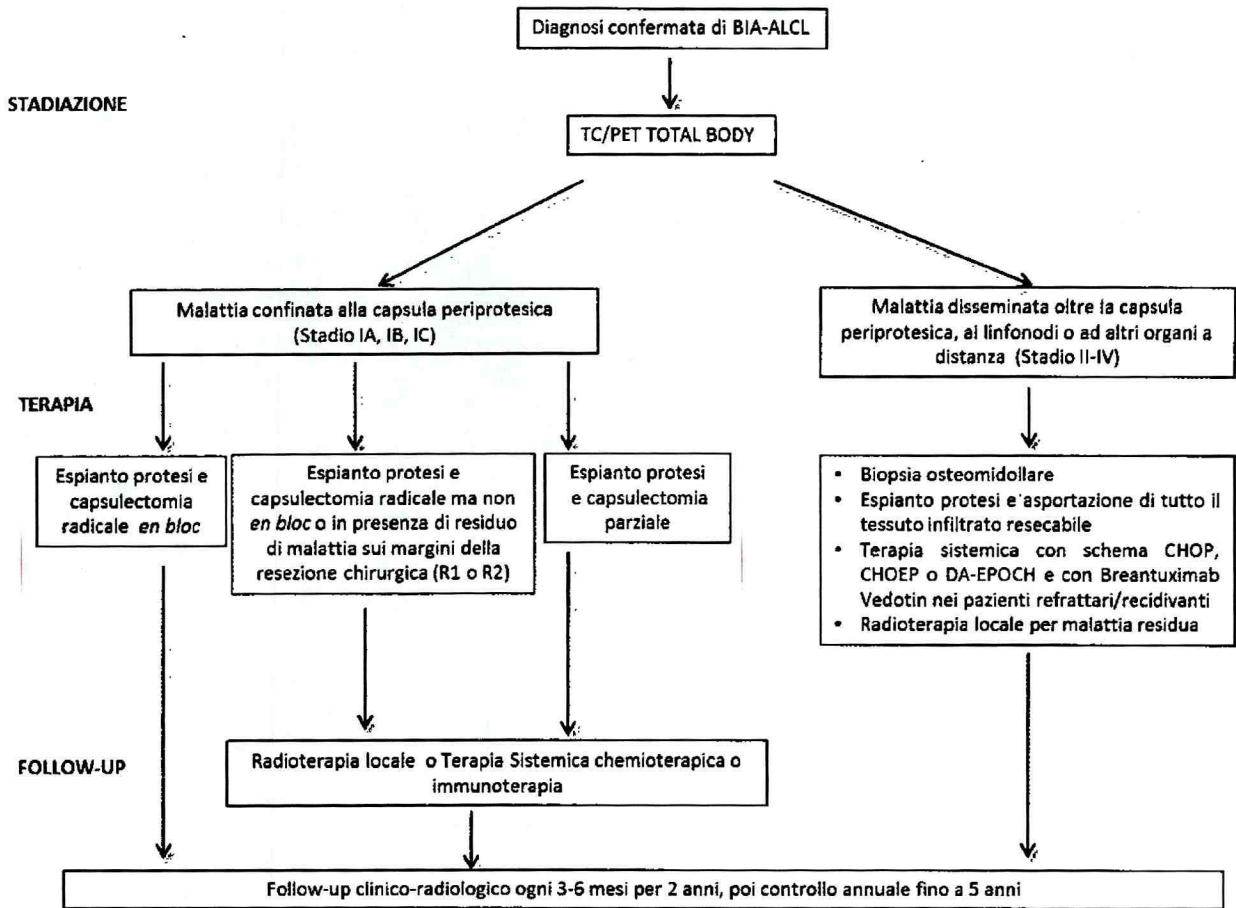 Diagnosi confermata di BIA-ALCL
STADIAZIONE
TC/PET TOTAL BODY
Malattia confinata alla capsula periprotesica
(Stadio IA, IB, IC)
Malattia disseminata oltre la capsula
periprotesica, ai linfonodi o ad altri organi a
distanza (Stadio II-IV)
TERAPIA
Espianto protesi e
capsulectomia
radicale en bloc
Espianto protesi e
capsulectomia radicale ma non
en bloc o in presenza di residuo
di malattia sui margini della
resezione chirurgica (R1 o R2)
Espianto protesi
e capsulectomia
parziale
• Biopsia osteomidollare
• Espianto protesi e asportazione di tutto il
tessuto infiltrato resecabile
• Terapia sistemica con schema CHOP,
CHOEP o DA-EPOCH e con Breantuximab
Vedotin nei pazienti refrattari/recidivanti
• Radioterapia locale per malattia residua
FOLLOW-UP
Radioterapia locale o Terapia Sistemica chemioterapica o
immunoterapia
Follow-up clinico-radiologico ogni 3-6 mesi per 2 anni, poi controllo annuale fino a 5 anni